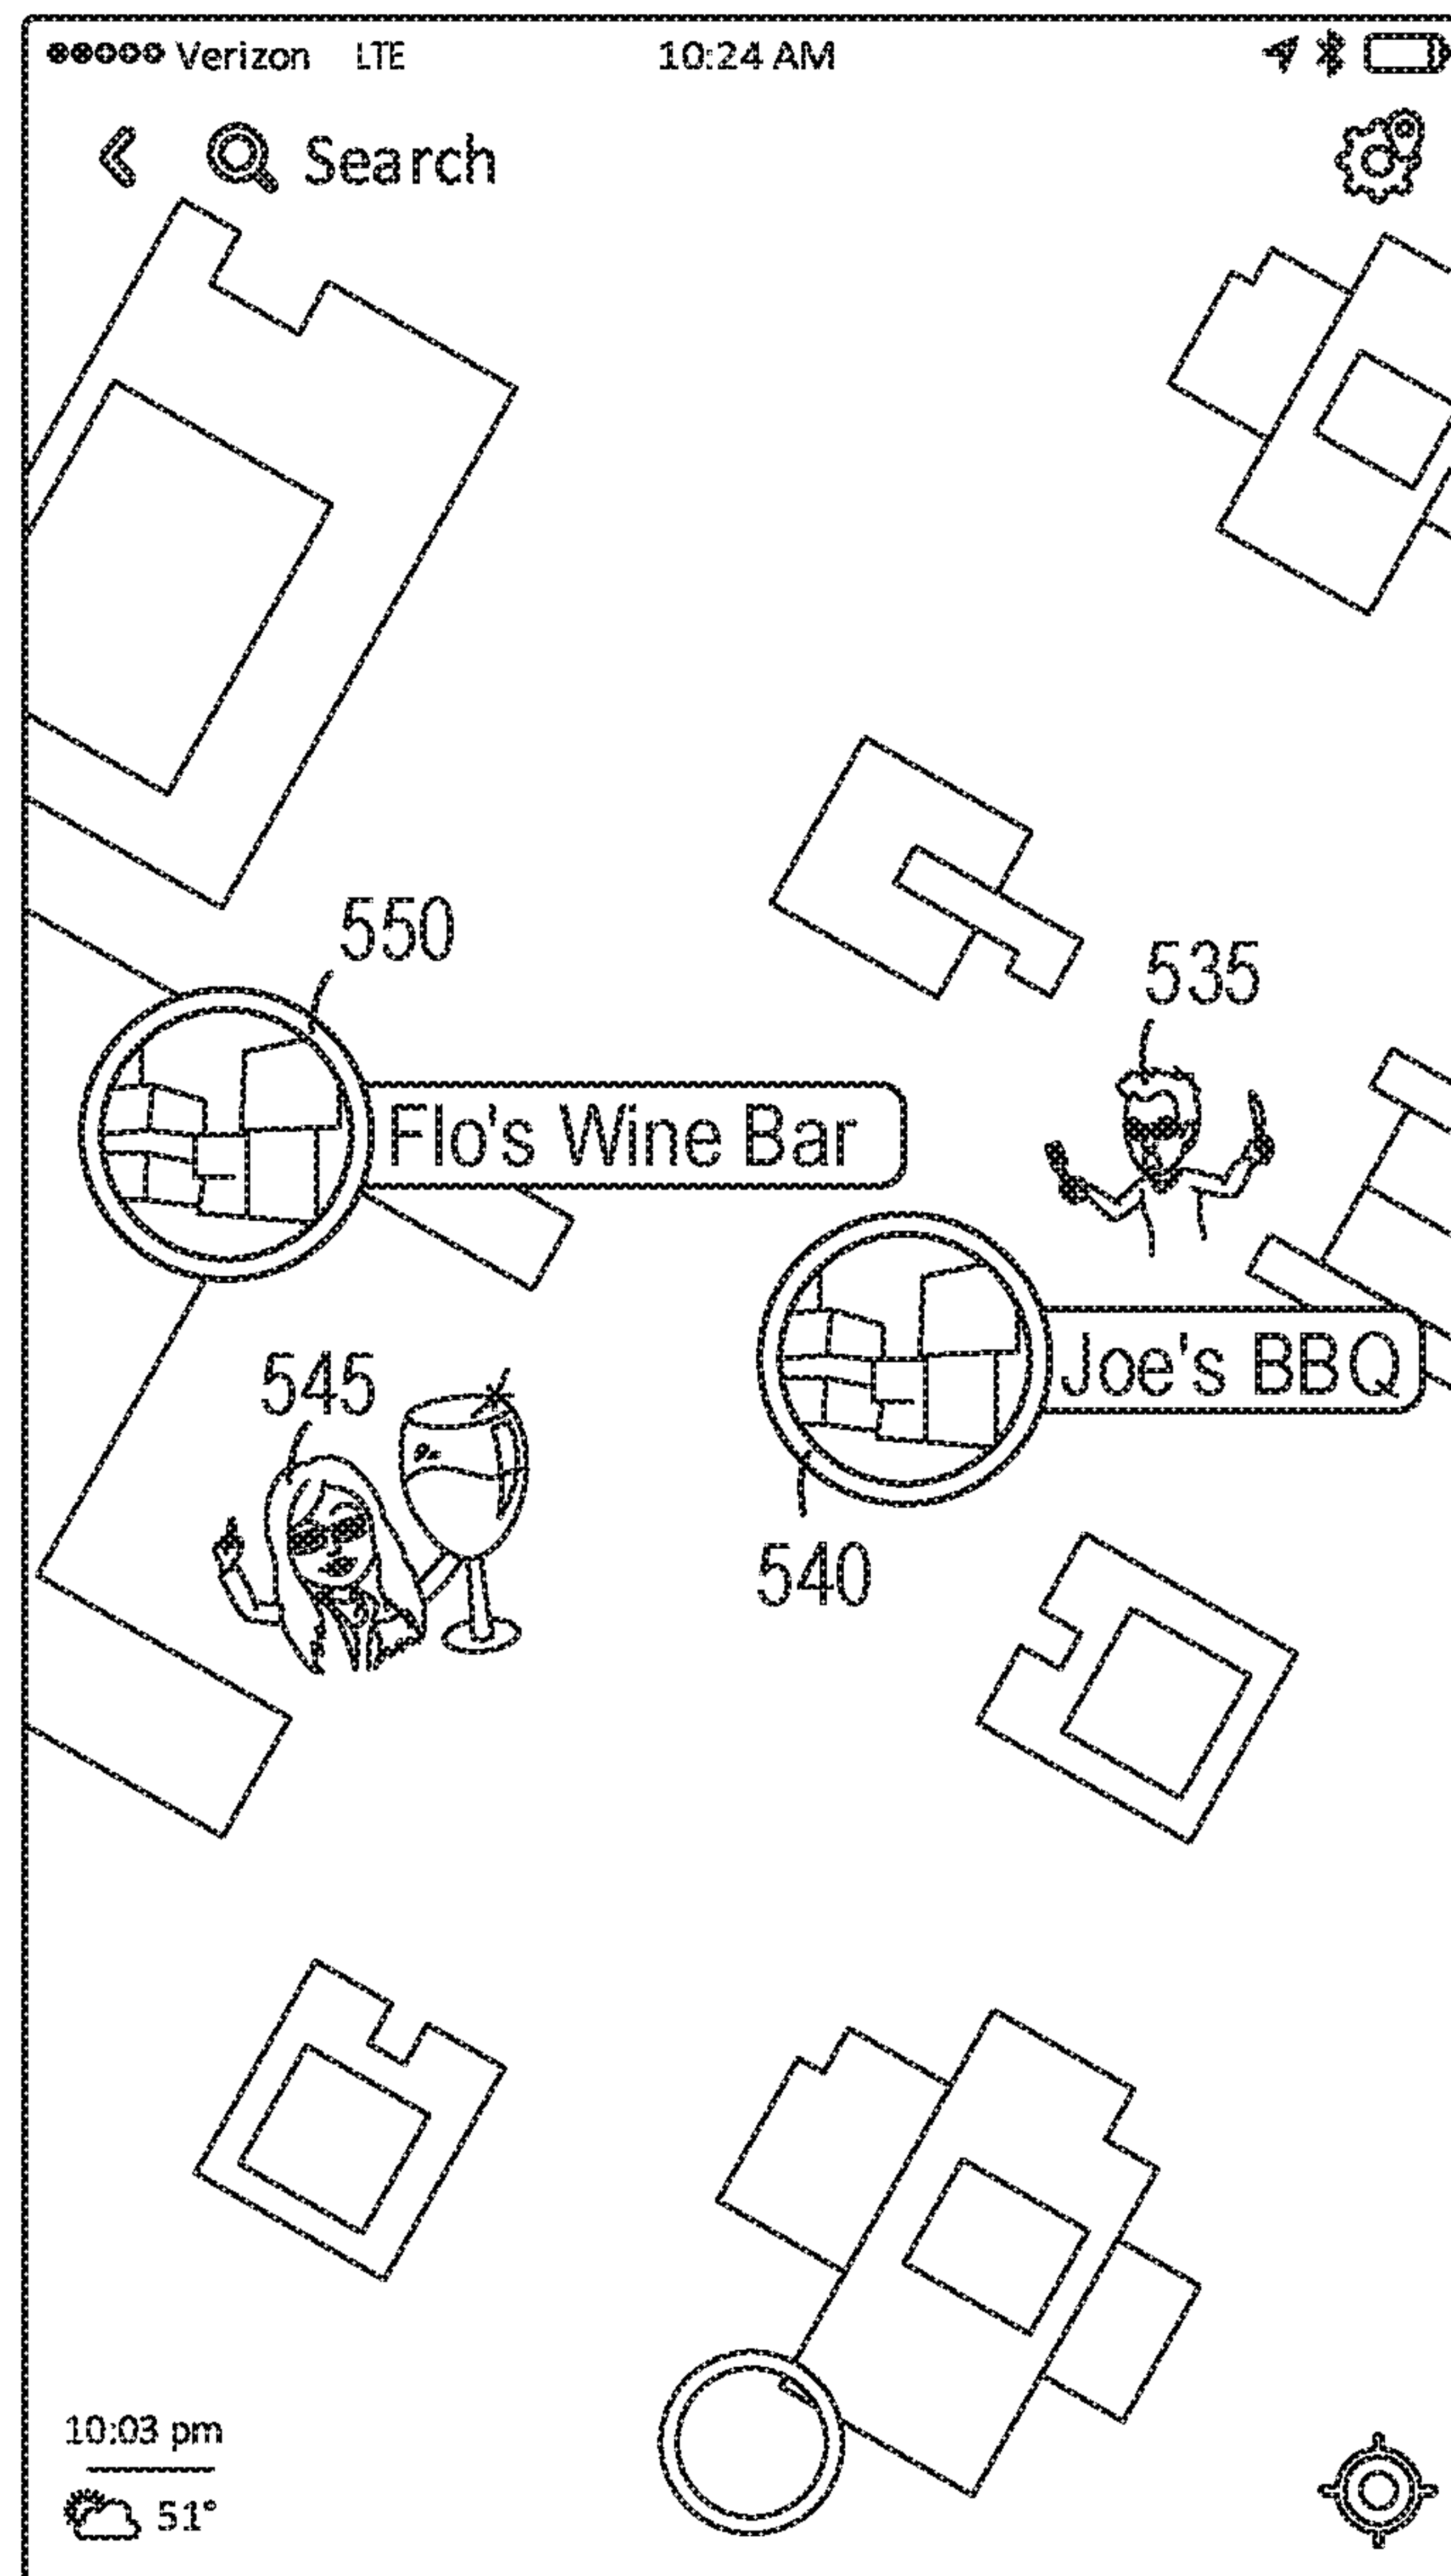 Verizon LTE 10:24 AM
Search
550
535
Flo's Wine Bar
545
Joe's BBQ
540
10:03 pm
51°